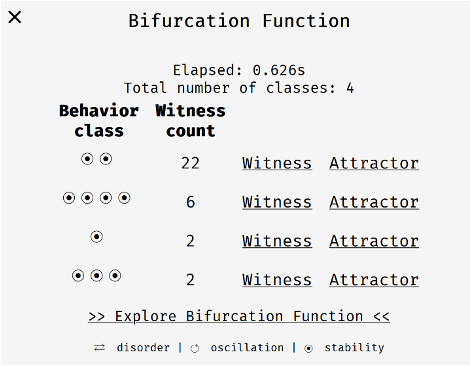 Bifurcation Function
Elapsed: 0.626s
Total number of classes: 4
Behavior class Witness count
22 Witness Attractor
6 Witness Attractor
2 Witness Attractor
2 Witness Attractor
>> Explore Bifurcation Function <<
⇄ disorder | ↻ oscillation | ☉ stability